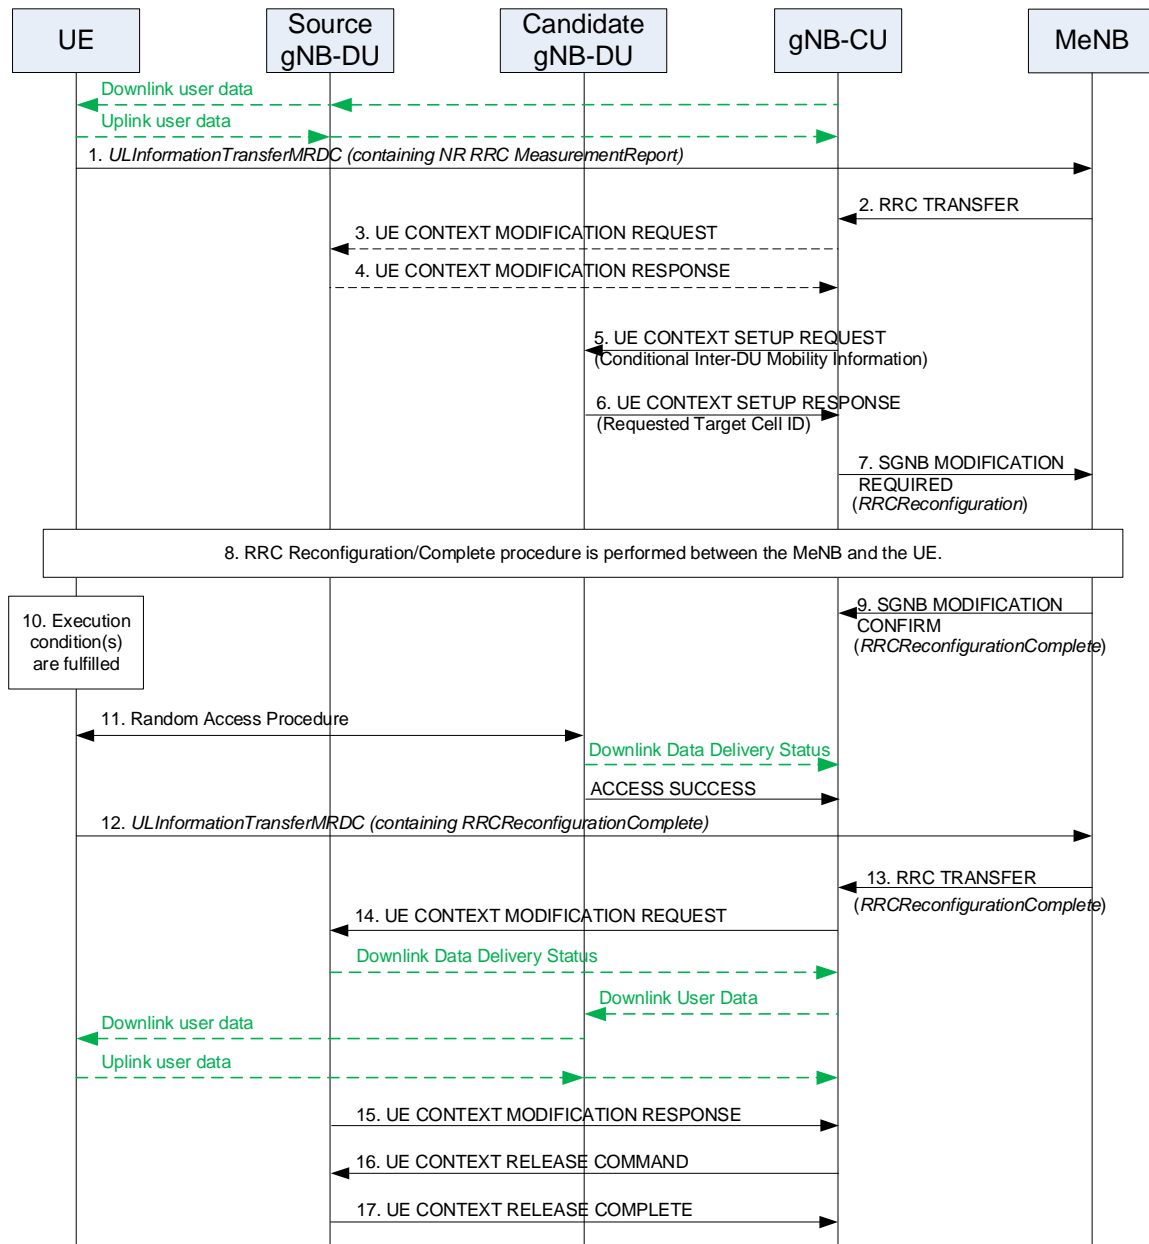 UE
Source
gNB-DU
Candidate
gNB-DU
gNB-CU
MeNB
Downlink user data
Uplink user data
1. ULInformationTransferMRDC (containing NR RRC MeasurementReport)
2. RRC TRANSFER
3. UE CONTEXT MODIFICATION REQUEST
4. UE CONTEXT MODIFICATION RESPONSE
5. UE CONTEXT SETUP REQUEST
(Conditional Inter-DU Mobility Information)
6. UE CONTEXT SETUP RESPONSE
(Requested Target Cell ID)
7. SGNB MODIFICATION
REQUIRED
(RRCReconfiguration)
8. RRC Reconfiguration/Complete procedure is performed between the MeNB and the UE.
9. SGNB MODIFICATION
CONFIRM
(RRCReconfigurationComplete)
10. Execution
condition(s)
are fulfilled
11. Random Access Procedure
Downlink Data Delivery Status
ACCESS SUCCESS
12. ULInformationTransferMRDC (containing RRCReconfigurationComplete)
13. RRC TRANSFER
(RRCReconfigurationComplete)
14. UE CONTEXT MODIFICATION REQUEST
Downlink Data Delivery Status
Downlink User Data
Downlink user data
Uplink user data
15. UE CONTEXT MODIFICATION RESPONSE
16. UE CONTEXT RELEASE COMMAND
17. UE CONTEXT RELEASE COMPLETE